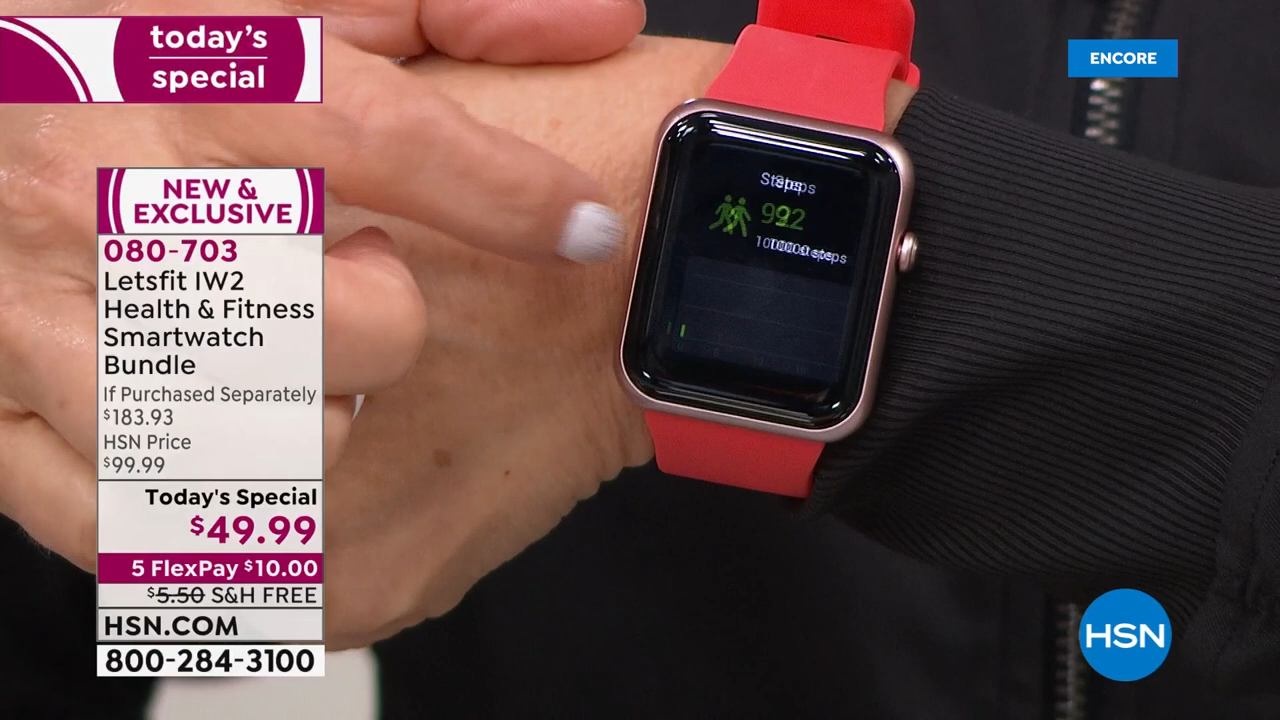 today's
special
ENCORE
NEW &
EXCLUSIVE
080-703
Letsfit IW2
Health & Fitness
Smartwatch
Bundle
If Purchased Separately
$183.93
HSN Price
$99.99
Today's Special
$49.99
5 FlexPay $10.00
$5.50 S&H FREE
HSN.COM
800-284-3100
Steps
steps
HSN